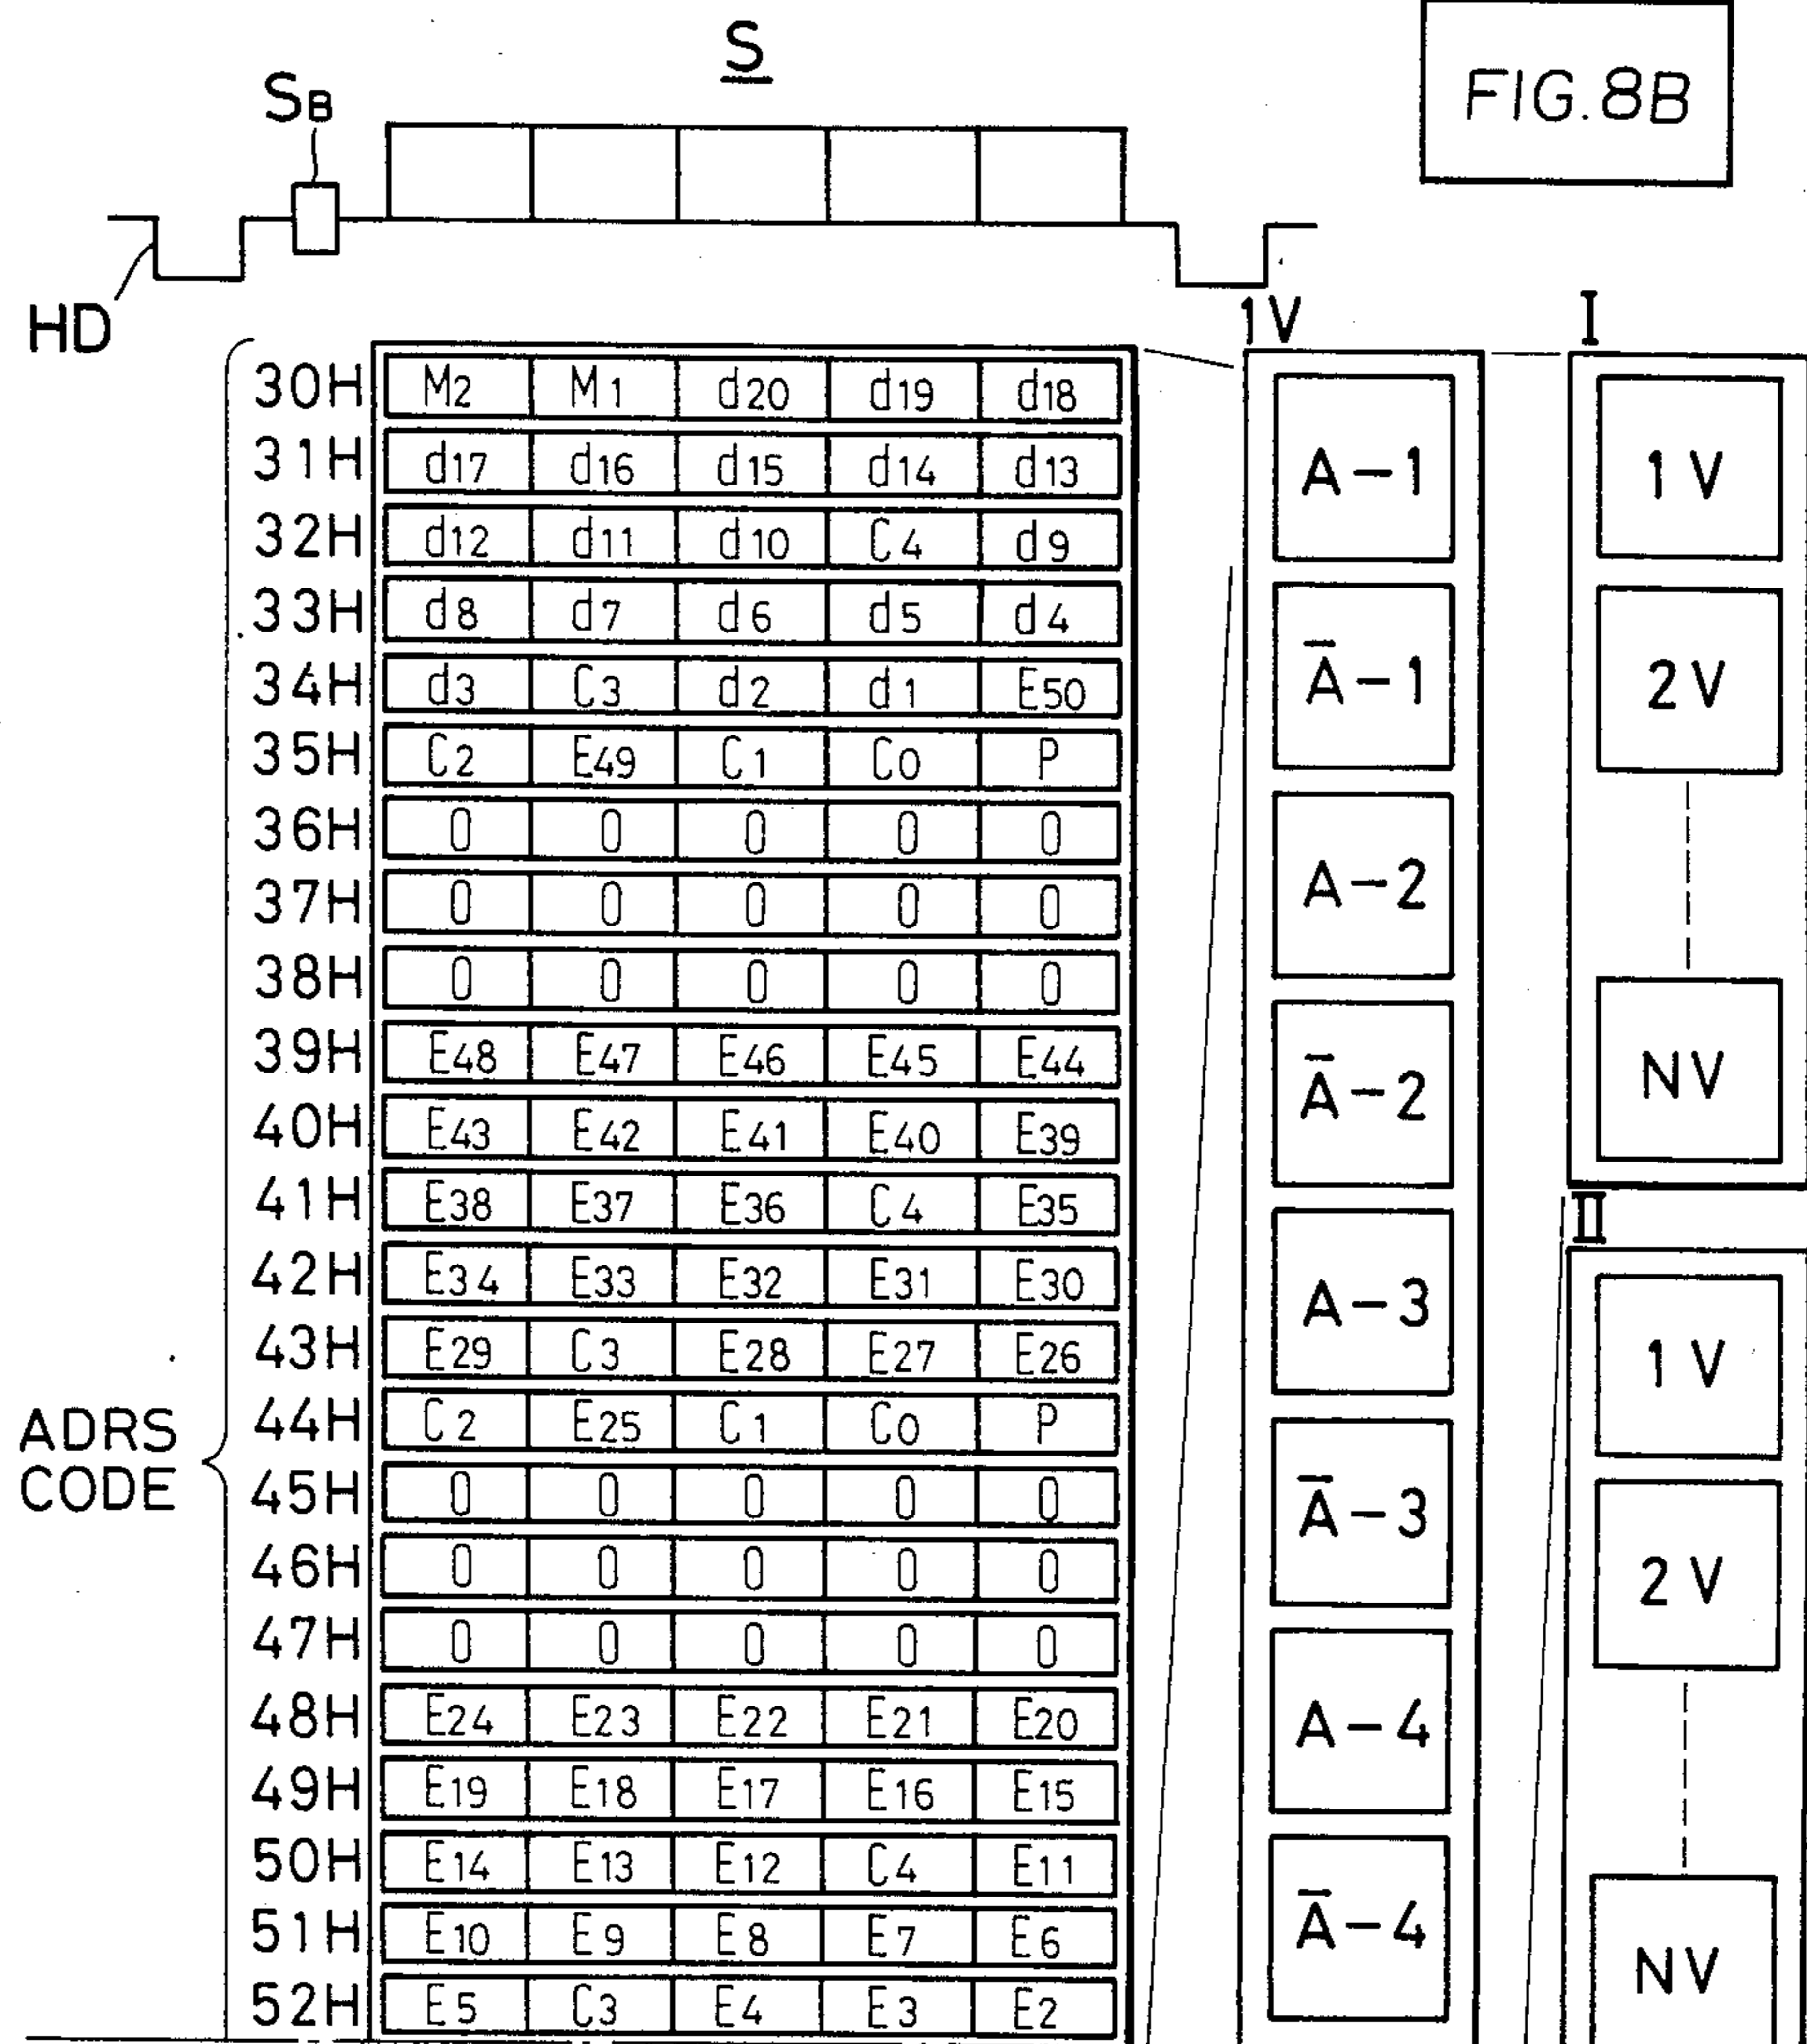 S
FIG.8B
SB
HD
30H M2 M1 d20 d19 d18
31H d17 d16 d15 d14 d13
32H d12 d11 d10 C4 d9
33H d8 d7 d6 d5 d4
34H d3 C3 d2 d1 E50
35H C2 E49 C1 C0 P
36H 0 0 0 0 0
37H 0 0 0 0 0
38H 0 0 0 0 0
39H E48 E47 E46 E45 E44
40H E43 E42 E41 E40 E39
41H E38 E37 E36 C4 E35
42H E34 E33 E32 E31 E30
43H E29 C3 E28 E27 E26
44H C2 E25 C1 C0 P
45H 0 0 0 0 0
46H 0 0 0 0 0
47H 0 0 0 0 0
48H E24 E23 E22 E21 E20
49H E19 E18 E17 E16 E15
50H E14 E13 E12 C4 E11
51H E10 E9 E8 E7 E6
52H E5 C3 E4 E3 E2
ADRS
CODE
1V
A-1
Ā-1
A-2
Ā-2
A-3
Ā-3
A-4
Ā-4
I
1V
2V
NV
II
1V
2V
NV